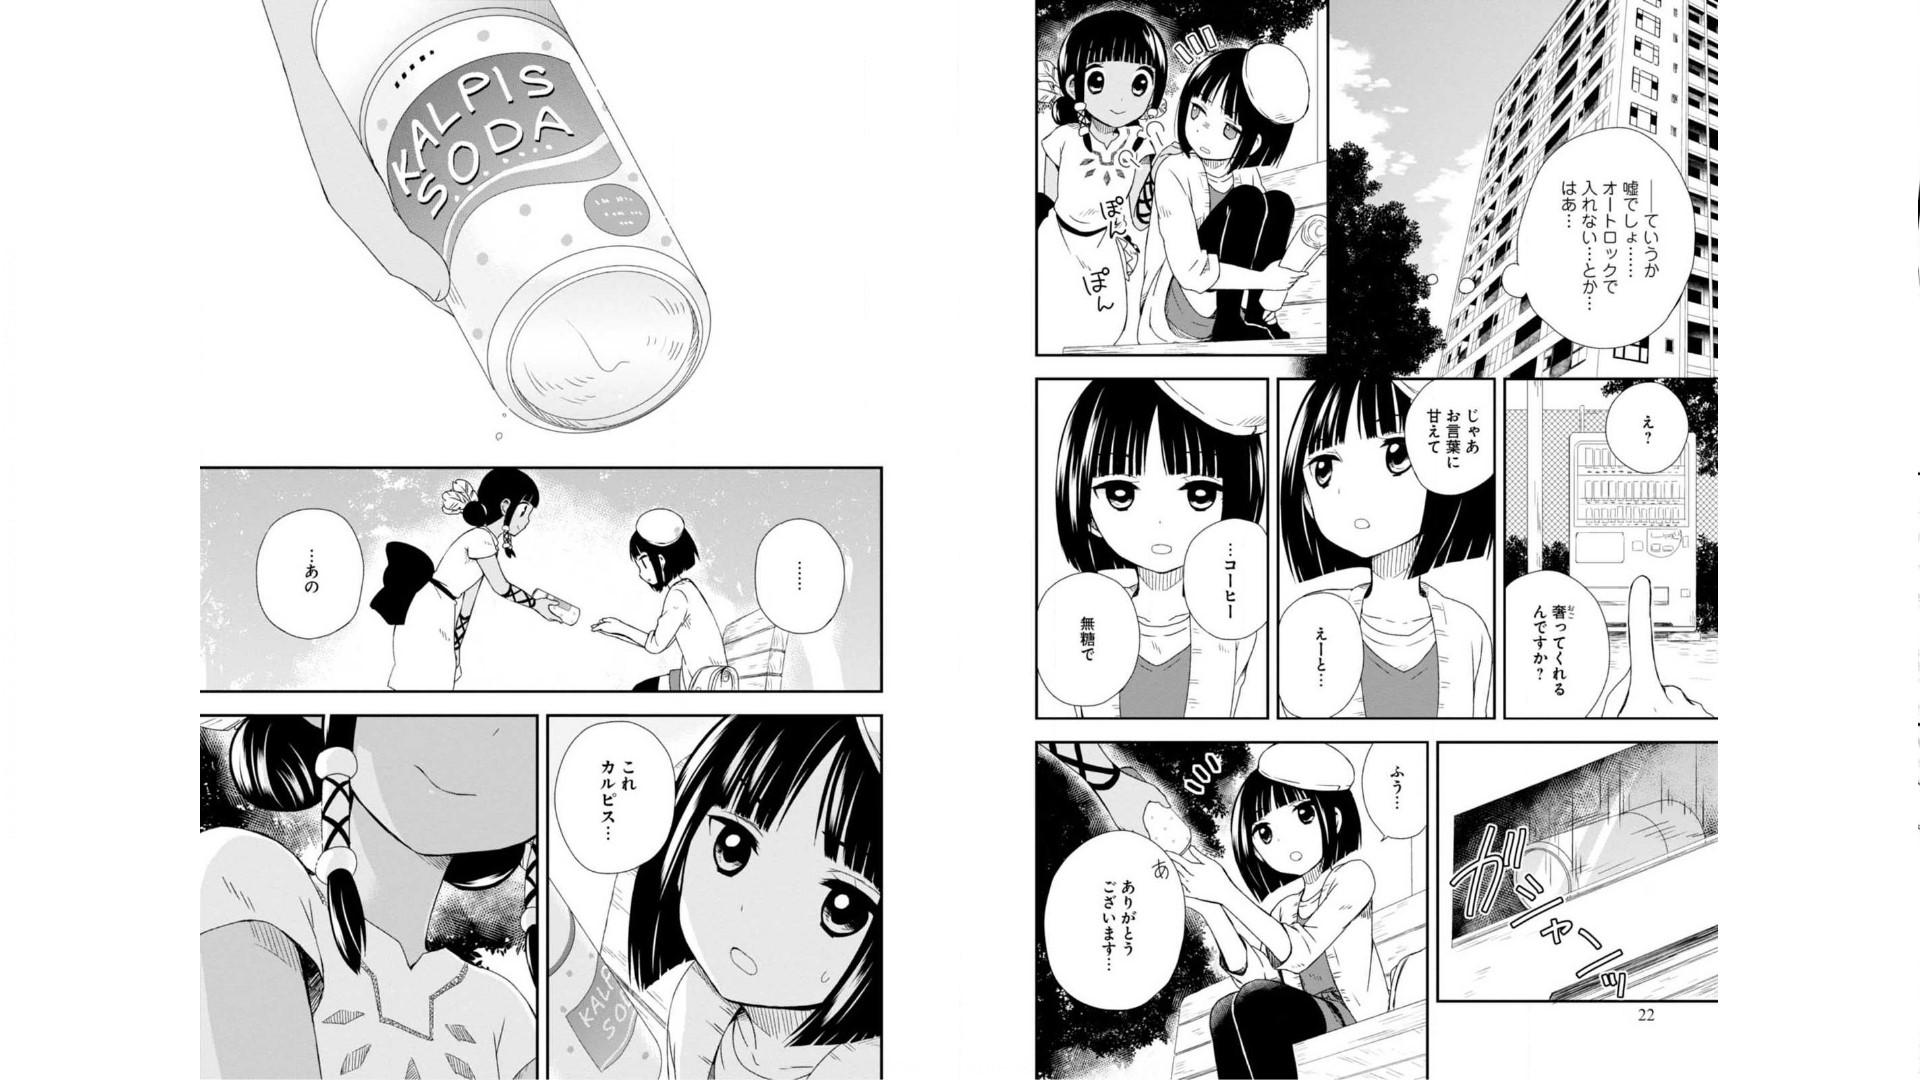 ――ていうか
嘘でしょ……
オートロックで
入れない…とか…
はあ…
ぽん
ぽん
え?
奢ってくれる
おご
んですか?
じゃあ
お言葉に
甘えて
えーと…
…コーヒー
無糖で
ガシャンッ
ふう…
あ
ありがとう
ございます…
22
KALPIS
SODA
……
…あの
これ
カルピス…
KALPI
SO